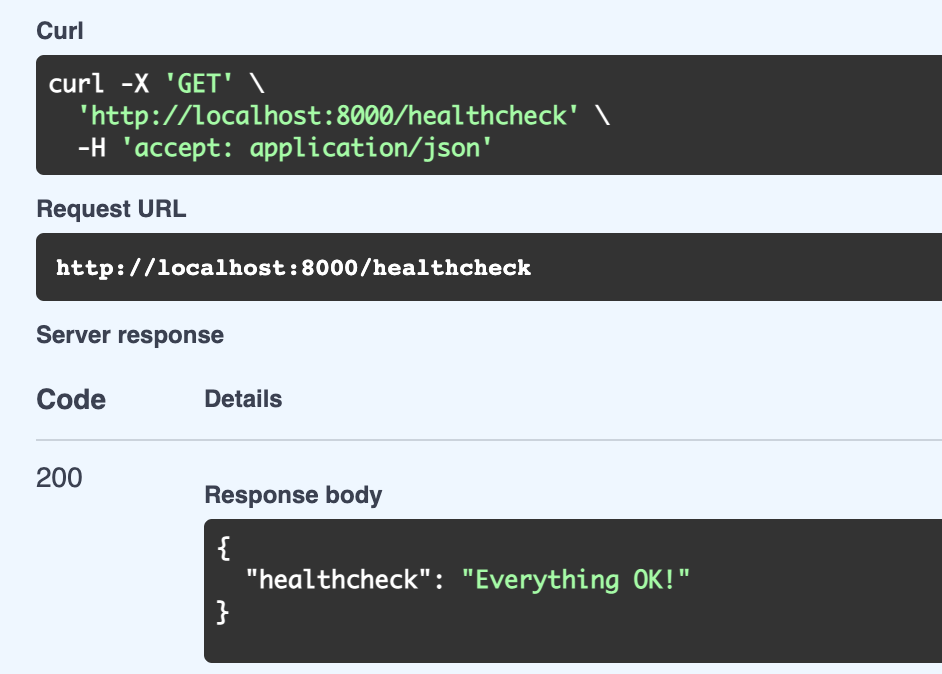 Curl
curl -X 'GET' \
  'http://localhost:8000/healthcheck' \
  -H 'accept: application/json'
Request URL
http://localhost:8000/healthcheck
Server response
Code Details
200
Response body
{
  "healthcheck": "Everything OK!"
}